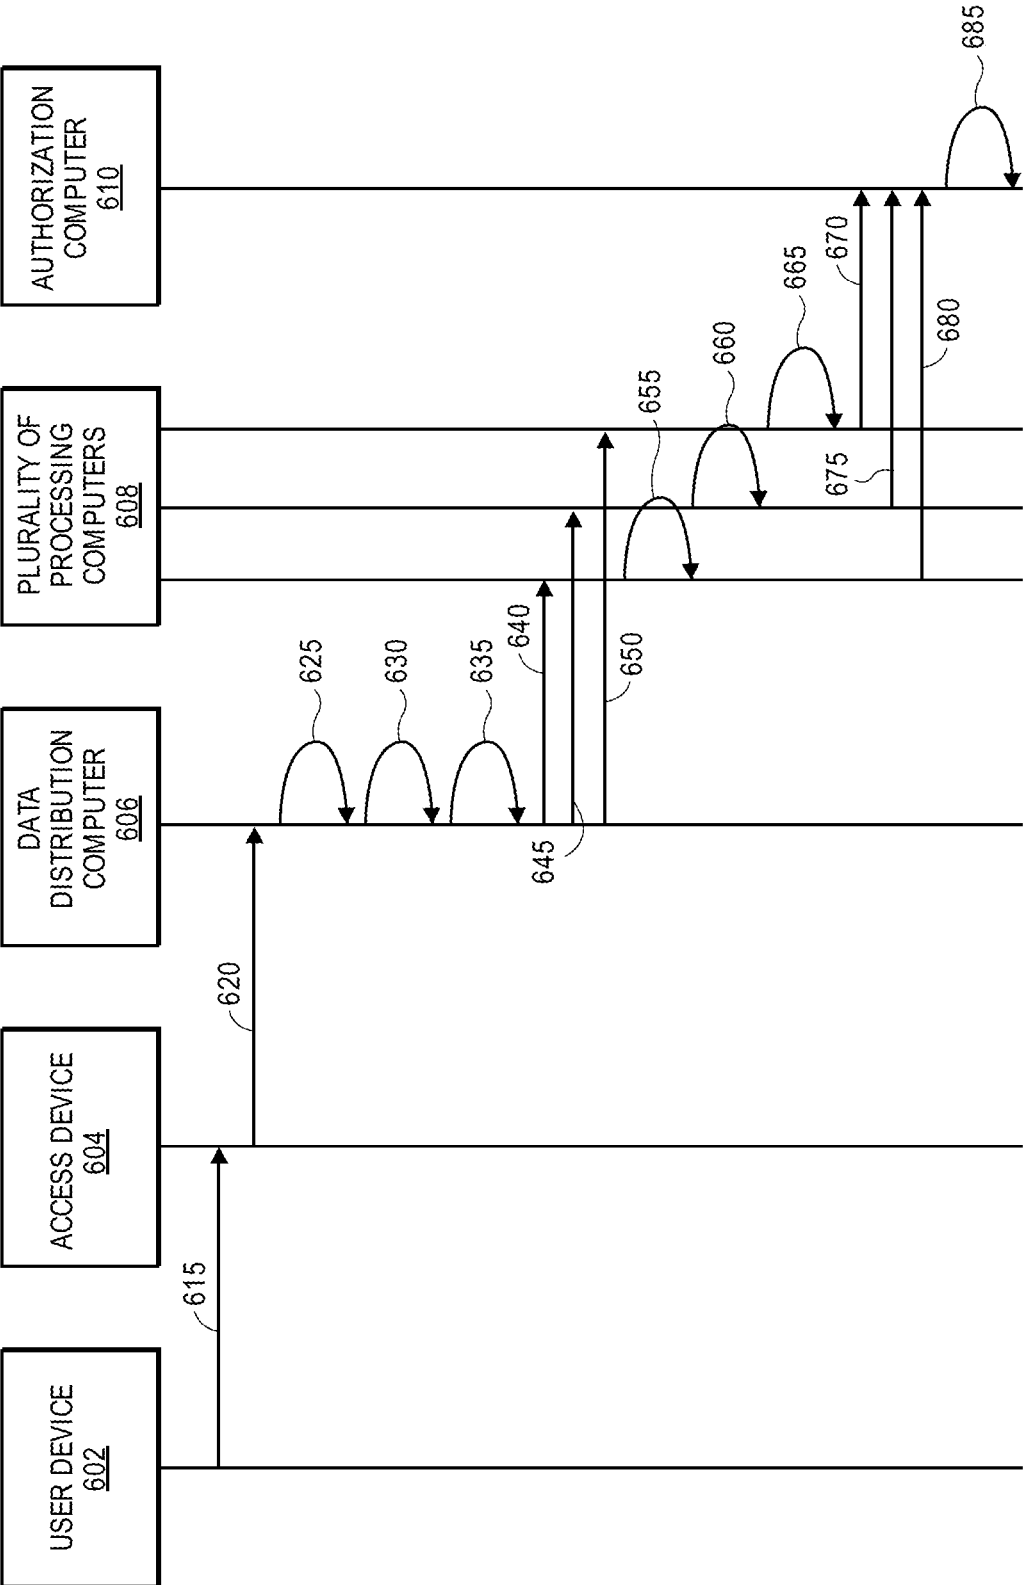 USER DEVICE
602
ACCESS DEVICE
604
DATA
DISTRIBUTION
COMPUTER
606
PLURALITY OF
PROCESSING
COMPUTERS
608
AUTHORIZATION
COMPUTER
610
615
620
625
630
635
640
645
650
655
660
665
670
675
680
685